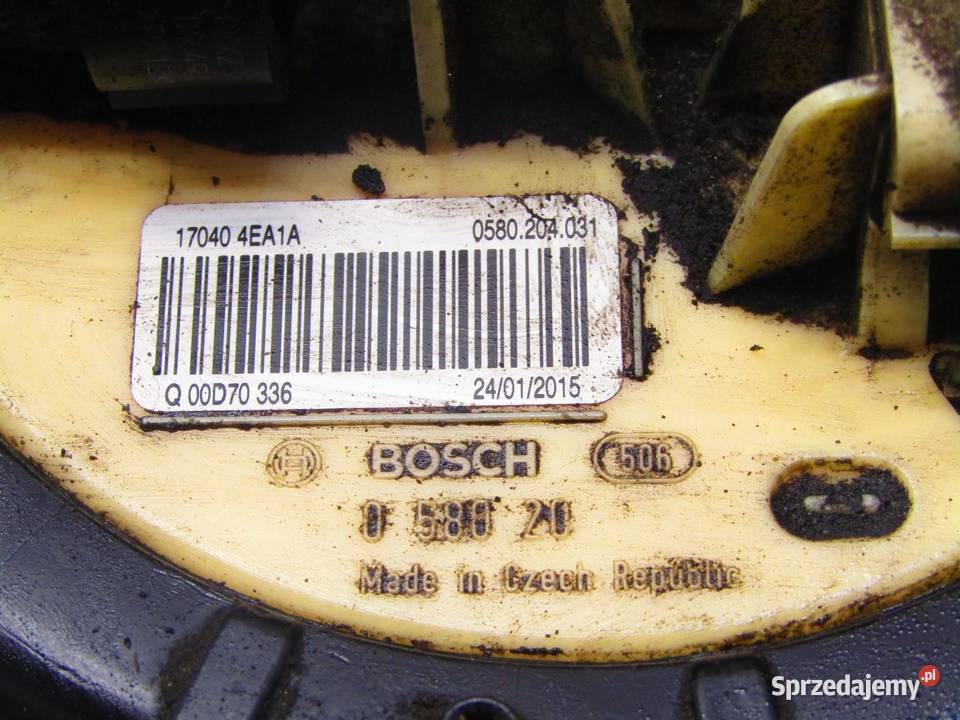 17040 4EA1A 0580.204.031
Q 00D70 336 24/01/2015
BOSCH 506
0 580 20
Made in Czech Republic
Sprzedajemy.pl